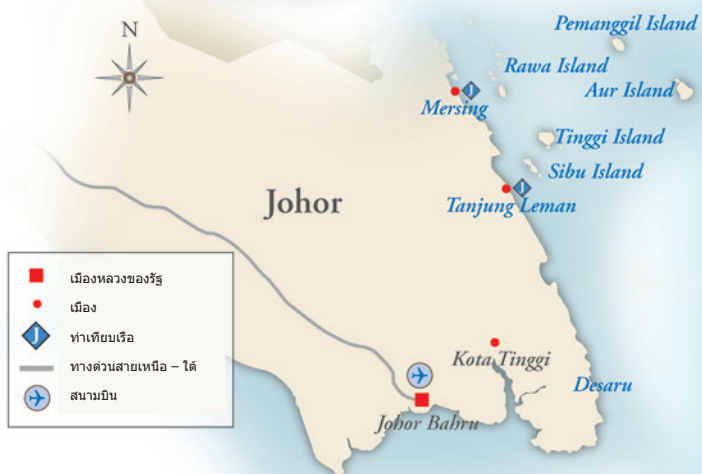 N
Pemanggil Island
Rawa Island
Aur Island
J
Mersing
Tinggi Island
Sibu Island
Johor
J
Tanjung Leman
เมืองหลวงของรัฐ
เมือง
J
ท่าเทียบเรือ
ทางด่วนสายเหนือ – ใต้
สนามบิน
Kota Tinggi
Desaru
Johor Bahru